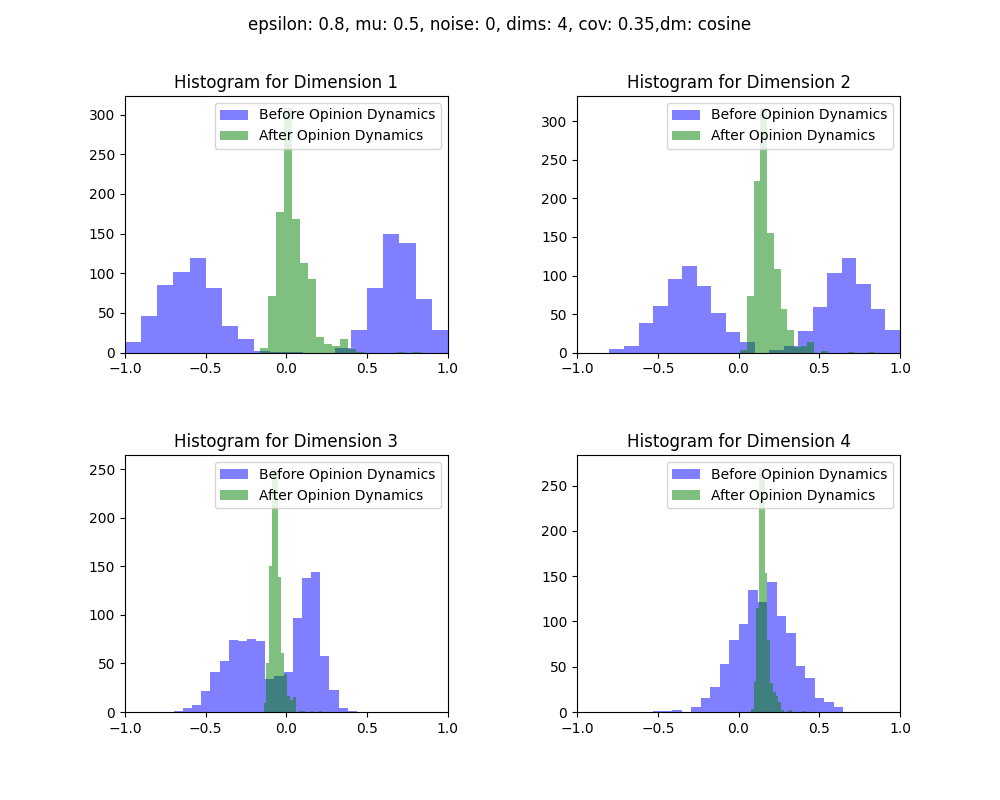 epsilon: 0.8, mu: 0.5, noise: 0, dims: 4, cov: 0.35,dm: cosine
Histogram for Dimension 1
Before Opinion Dynamics
After Opinion Dynamics
300
250
200
150
100
50
0
−1.0 −0.5 0.0 0.5 1.0
Histogram for Dimension 2
Before Opinion Dynamics
After Opinion Dynamics
300
250
200
150
100
50
0
−1.0 −0.5 0.0 0.5 1.0
Histogram for Dimension 3
Before Opinion Dynamics
After Opinion Dynamics
250
200
150
100
50
0
−1.0 −0.5 0.0 0.5 1.0
Histogram for Dimension 4
Before Opinion Dynamics
After Opinion Dynamics
250
200
150
100
50
0
−1.0 −0.5 0.0 0.5 1.0